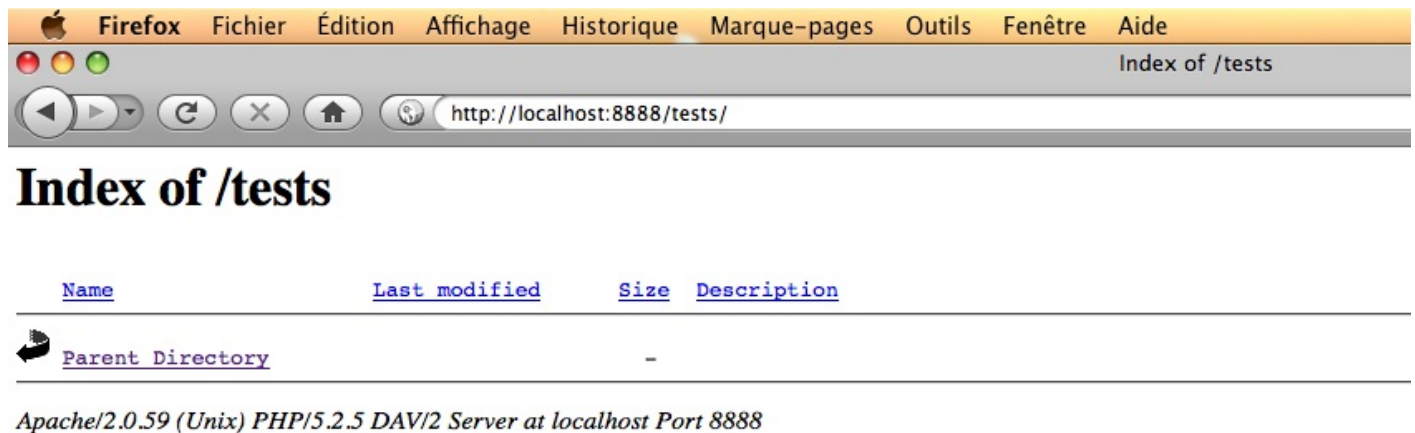 Firefox Fichier Édition Affichage Historique Marque-pages Outils Fenêtre Aide
Index of /tests
http://localhost:8888/tests/
Index of /tests
Name Last modified Size Description
Parent Directory -
Apache/2.0.59 (Unix) PHP/5.2.5 DAV/2 Server at localhost Port 8888